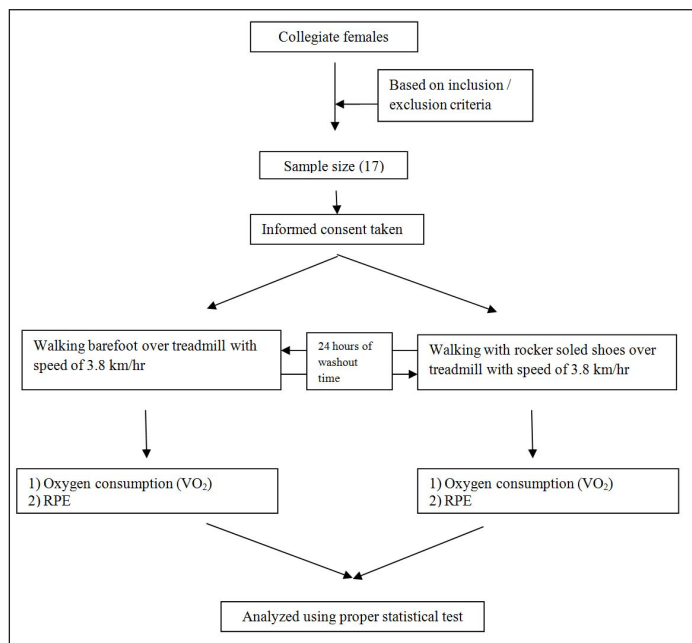 Collegiate females
Based on inclusion /
exclusion criteria
Sample size (17)
Informed consent taken
Walking barefoot over treadmill with
speed of 3.8 km/hr
24 hours of
washout
time
Walking with rocker soled shoes over
treadmill with speed of 3.8 km/hr
1) Oxygen consumption (VO₂)
2) RPE
1) Oxygen consumption (VO₂)
2) RPE
Analyzed using proper statistical test